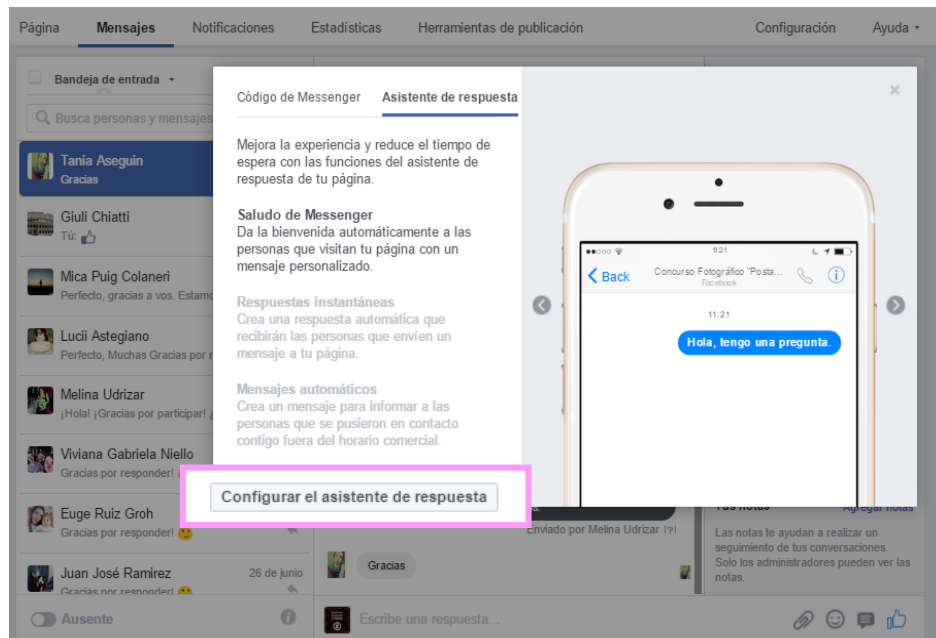 Página Mensajes Notificaciones Estadísticas Herramientas de publicación Configuración Ayuda
Bandeja de entrada
Busca personas y mensajes
Tania Aseguin
Gracias
Giuli Chiatti
Tú:
Mica Puig Colaneri
Perfecto, gracias a vos. Estamo
Lucii Astegiano
Perfecto, Muchas Gracias por r
Melina Udrizar
¡Hola! ¡Gracias por participar! ¿
Viviana Gabriela Niello
Gracias por responder!
Euge Ruiz Groh
Gracias por responder!
Juan José Ramirez 26 de junio
Gracias por responder!
Ausente
Código de Messenger Asistente de respuesta
Mejora la experiencia y reduce el tiempo de
espera con las funciones del asistente de
respuesta de tu página.
Saludo de Messenger
Da la bienvenida automáticamente a las
personas que visitan tu página con un
mensaje personalizado.
Respuestas instantáneas
Crea una respuesta automática que
recibirán las personas que envíen un
mensaje a tu página.
Mensajes automáticos
Crea un mensaje para informar a las
personas que se pusieron en contacto
contigo fuera del horario comercial.
Configurar el asistente de respuesta
11:21
Back Concurso Fotográfico "Posta...
Facebook
11:21
Hola, tengo una pregunta.
Enviado por Melina Udrizar [?]
Gracias
Escribe una respuesta...
Tus notas Agregar notas
Las notas te ayudan a realizar un
seguimiento de tus conversaciones.
Solo los administradores pueden ver las
notas.